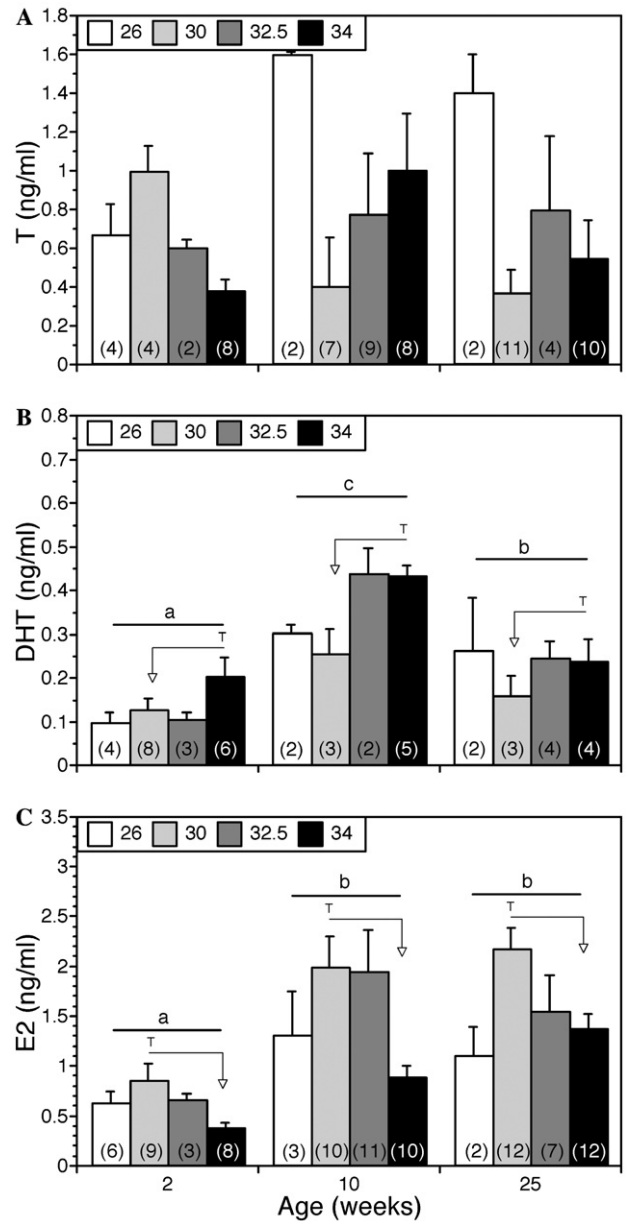 A
26 30 32.5 34
T (ng/ml)
1.8
1.6
1.4
1.2
1
0.8
0.6
0.4
0.2
0
(4) (4) (2) (8) (2) (7) (9) (8) (2) (11) (4) (10)
B
26 30 32.5 34
DHT (ng/ml)
0.8
0.7
0.6
0.5
0.4
0.3
0.2
0.1
0
a
T
c
T
b
T
(4) (8) (3) (6) (2) (3) (2) (5) (2) (3) (4) (4)
C
26 30 32.5 34
E2 (ng/ml)
3.5
3
2.5
2
1.5
1
0.5
0
a
T
b
T
b
T
(6) (9) (3) (8) (3) (10) (11) (10) (2) (12) (7) (12)
2 10 25
Age (weeks)